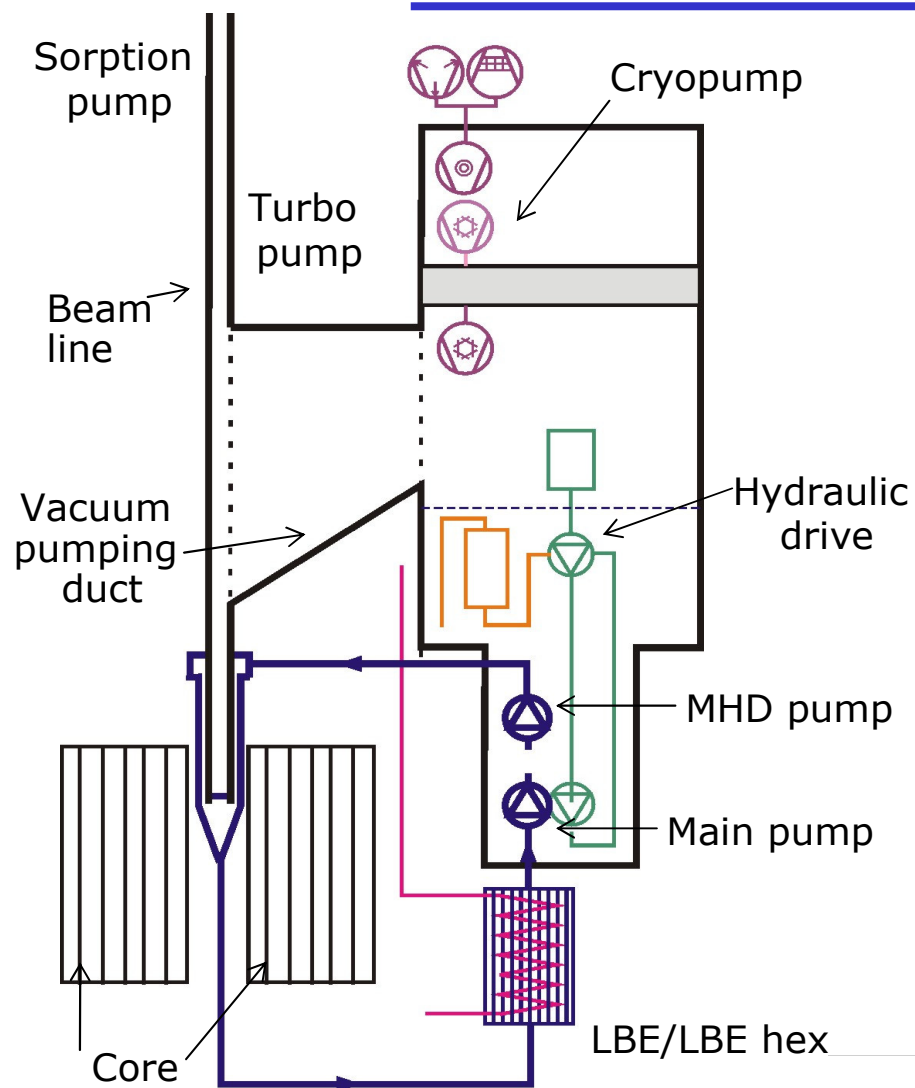 Sorption
pump
Cryopump
Turbo
pump
Beam
line
Vacuum
pumping
duct
Hydraulic
drive
MHD pump
Main pump
LBE/LBE hex
Core